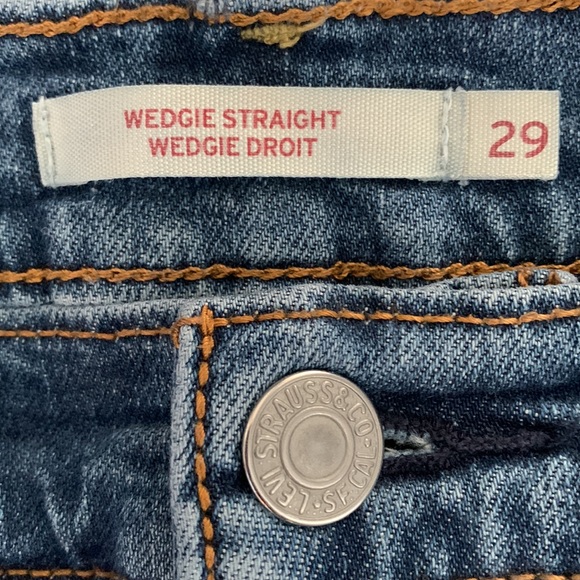 WEDGIE STRAIGHT
WEDGIE DROIT
29
LEVI STRAUSS & CO- S.F. CAL-